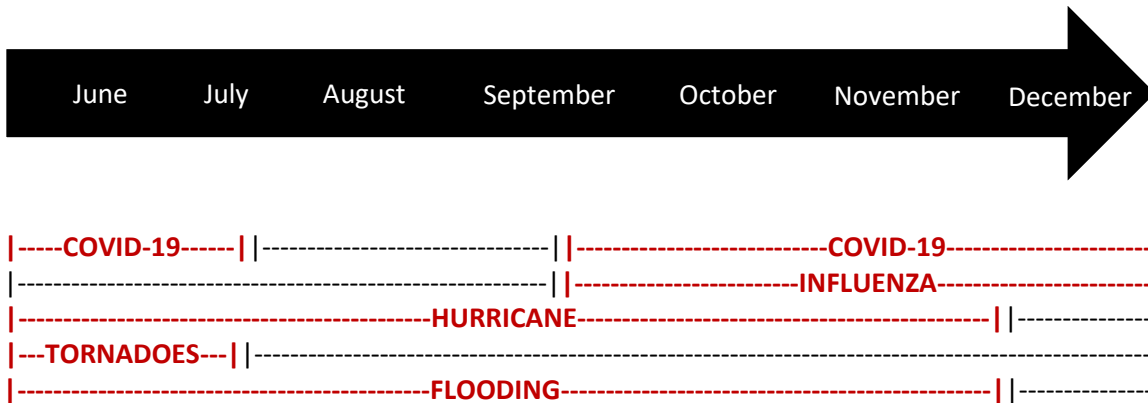 June July August September October November December
|-----COVID-19------||-----------------------------||-------------------------COVID-19--------------------
|-----------------------------------------------------||----------------------INFLUENZA---------------------
|-----------------------------------------HURRICANE-----------------------------------------||-------------
|---TORNADOES---||------------------------------------------------------------------------------------------
|-----------------------------------------FLOODING-------------------------------------------||-------------